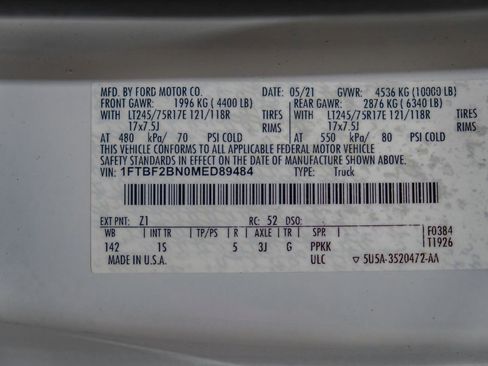 MFD. BY FORD MOTOR CO. 05/21 GVWR: 4536 KG (10000 LB)
FRONT GAWR: 1996 KG (4400 LB) REAR GAWR: 2876 KG (6340 LB)
WITH LT245/75R17E 121/118R TIRES WITH LT245/75R17E 121/118R TIRES
17x7.5J RIMS 17x7.5J RIMS
AT 480 kPa/ 70 PSI COLD AT 550 kPa/ 80 PSI COLD
THIS VEHICLE CONFORMS TO ALL APPLICABLE FEDERAL MOTOR VEHICLE
SAFETY STANDARDS IN EFFECT ON THE DATE OF MANUFACTURE SHOWN ABOVE.
VIN: 1FTBF2BN0MED89484 TYPE: Truck
EXT PNT: Z1 RC: 52 DSO:
WB INT TR TP/PS R AXLE TR SPR F0384
142 1S 5 3J G PPKK T1926
MADE IN U.S.A. ULC ▽ 5U5A-3520472-AA